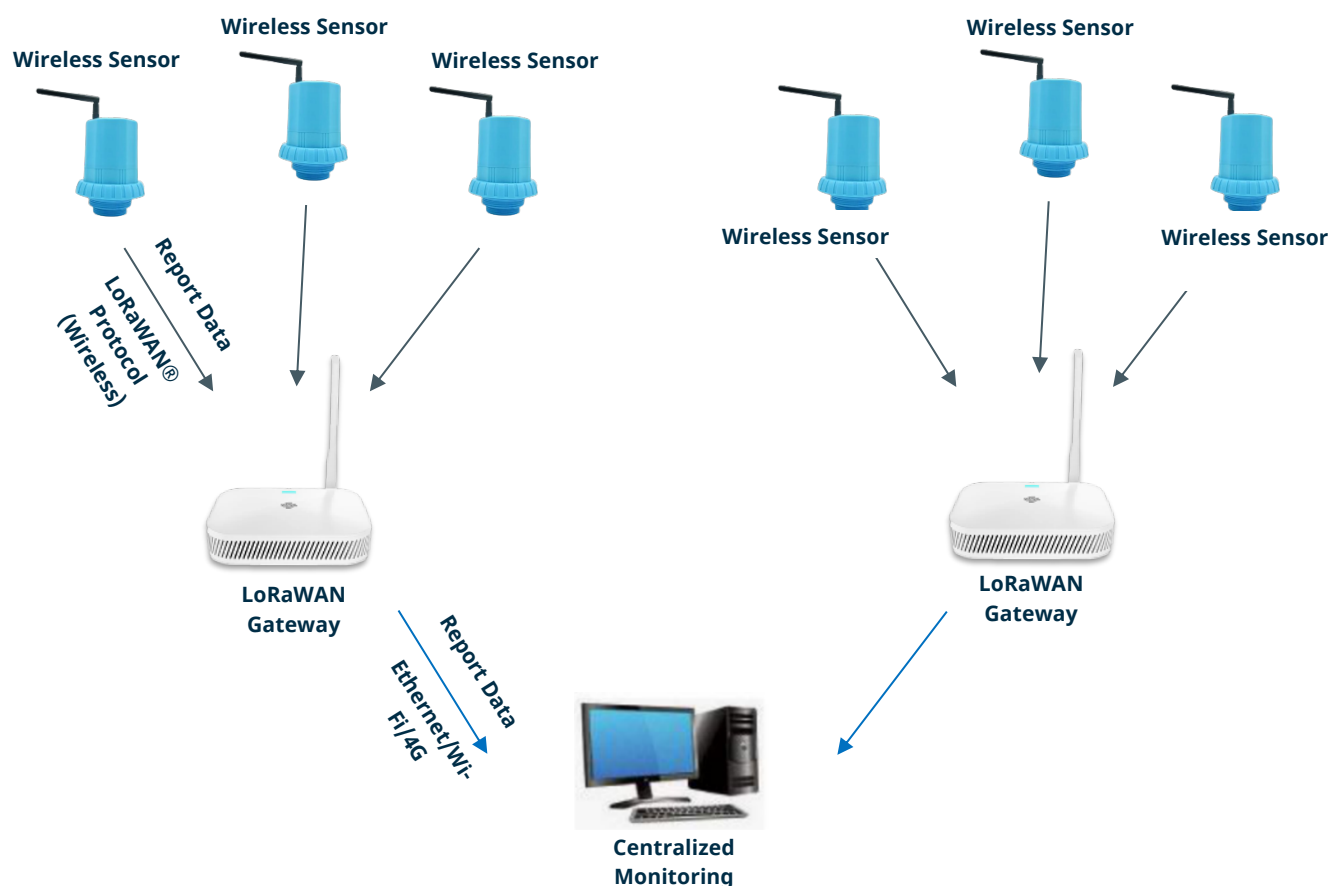 Wireless Sensor
Wireless Sensor
Wireless Sensor
Wireless Sensor
Wireless Sensor
Wireless Sensor
Report Data
LoRaWAN®
Protocol
(Wireless)
LoRaWAN
Gateway
LoRaWAN
Gateway
Report Data
Ethernet/Wi-
Fi/4G
Centralized
Monitoring